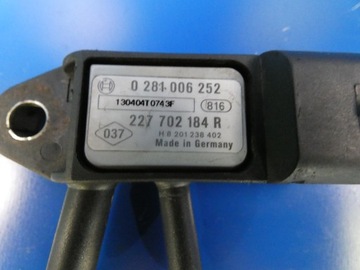 0 281 006 252
130404T0743F 816
227 702 184 R
037 H 8 201 238 402
Made in Germany